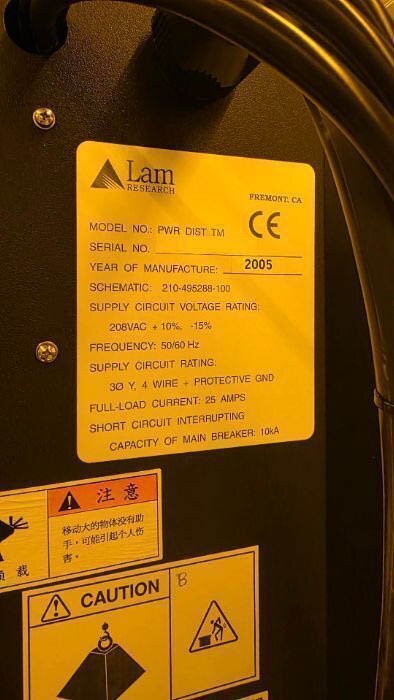 Lam
RESEARCH
FREMONT, CA
CE
MODEL NO.: PWR DIST TM
SERIAL NO.
YEAR OF MANUFACTURE: 2005
SCHEMATIC: 210-495288-100
SUPPLY CIRCUIT VOLTAGE RATING:
208VAC + 10%, -15%
FREQUENCY: 50/60 Hz
SUPPLY CIRCUIT RATING:
3Ø Y, 4 WIRE + PROTECTIVE GND
FULL-LOAD CURRENT: 25 AMPS
SHORT CIRCUIT INTERRUPTING
CAPACITY OF MAIN BREAKER: 10kA
注意
移动大的物体没有助
手，可能引起个人伤
害。
载
CAUTION
B